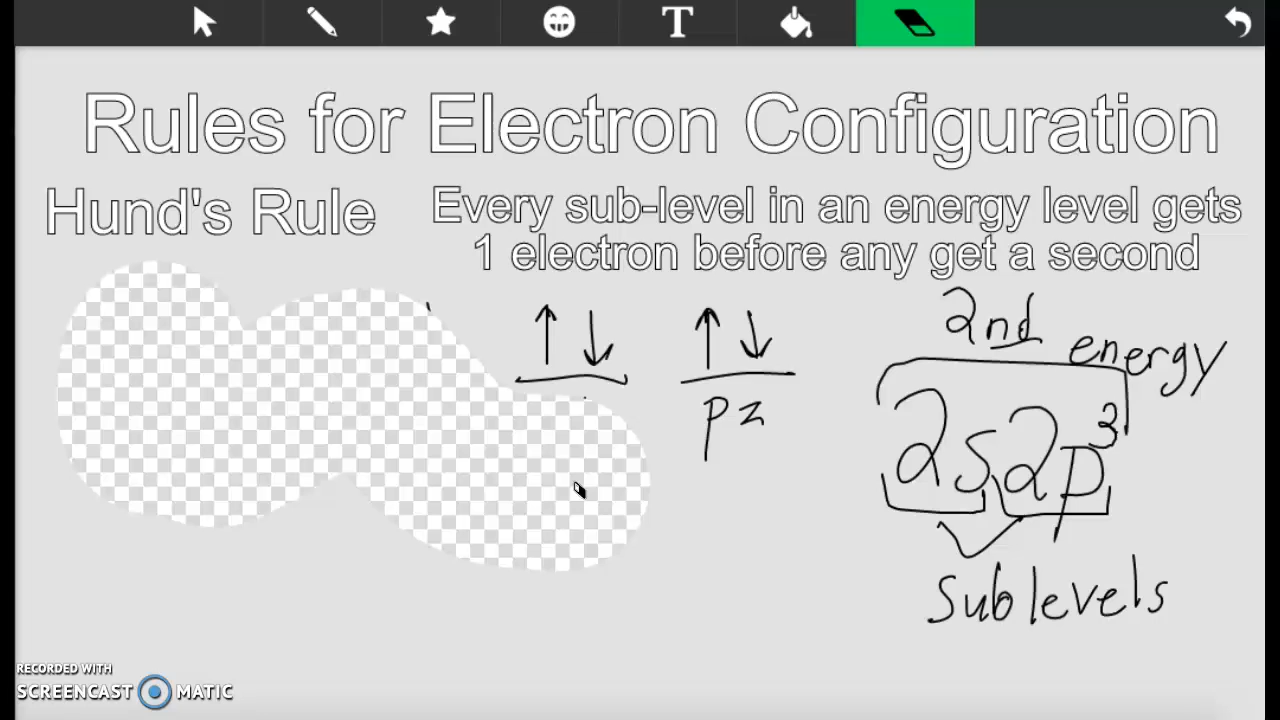 T
Rules for Electron Configuration
Hund's Rule
Every sub-level in an energy level gets
1 electron before any get a second
2nd energy
pz
2s2p³
Sublevels
RECORDED WITH
SCREENCAST MATIC